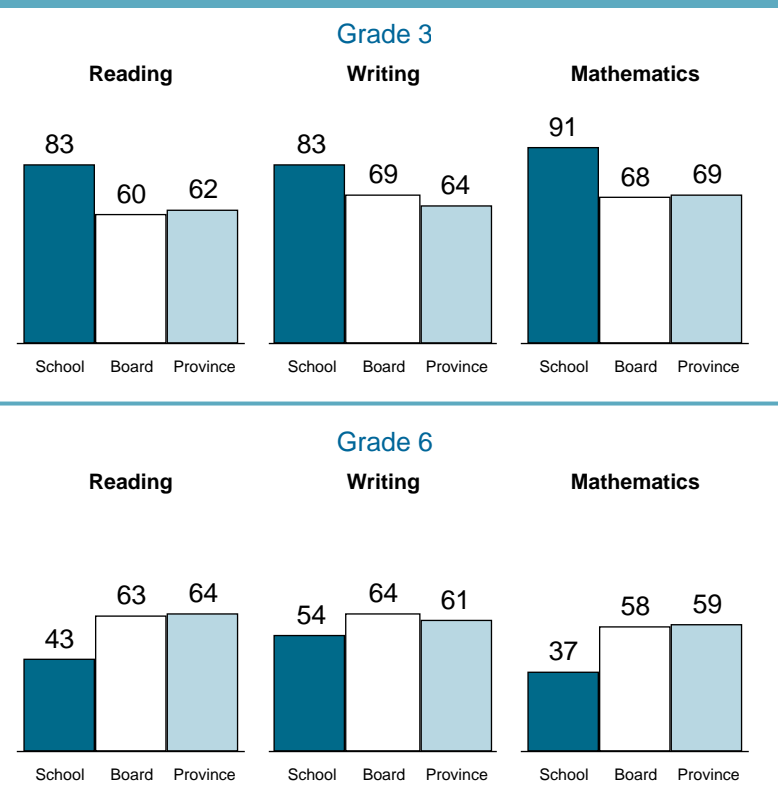 Grade 3
Reading Writing Mathematics
83 60 62 83 69 64 91 68 69
School Board Province School Board Province School Board Province
Grade 6
Reading Writing Mathematics
43 63 64 54 64 61 37 58 59
School Board Province School Board Province School Board Province